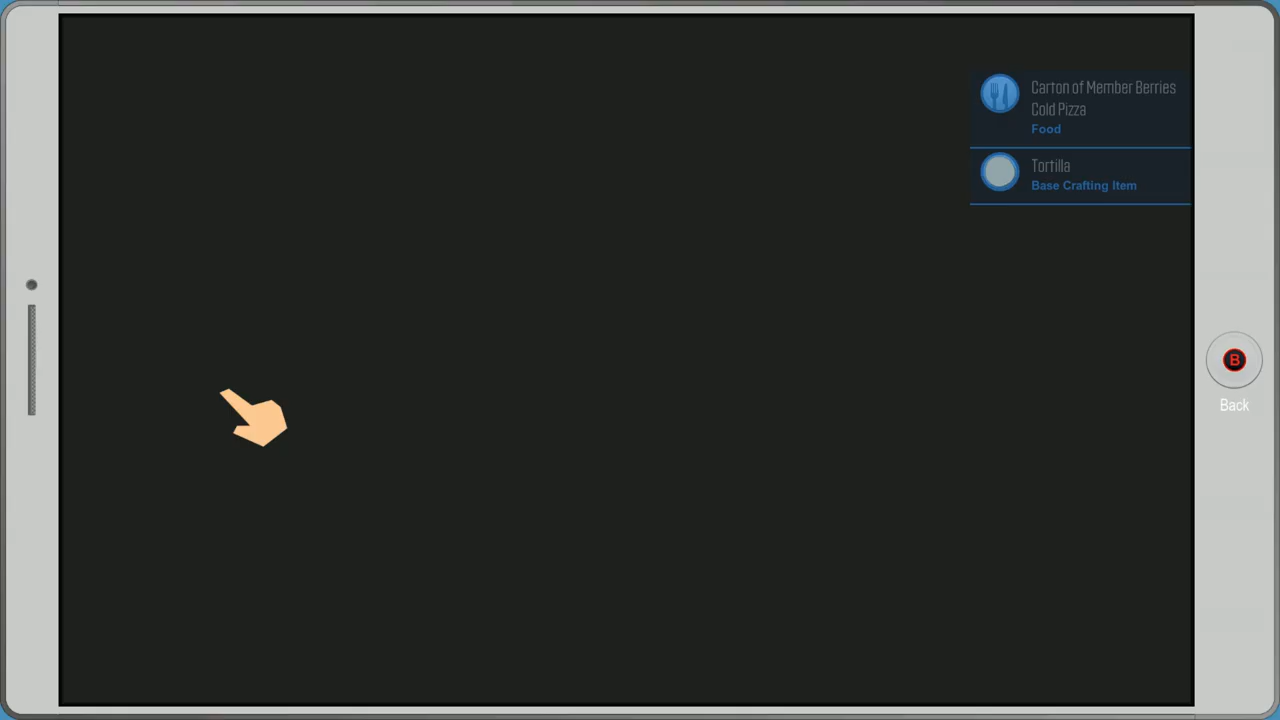 Carton of Member Berries
Cold Pizza
Food
Tortilla
Base Crafting Item
B
Back